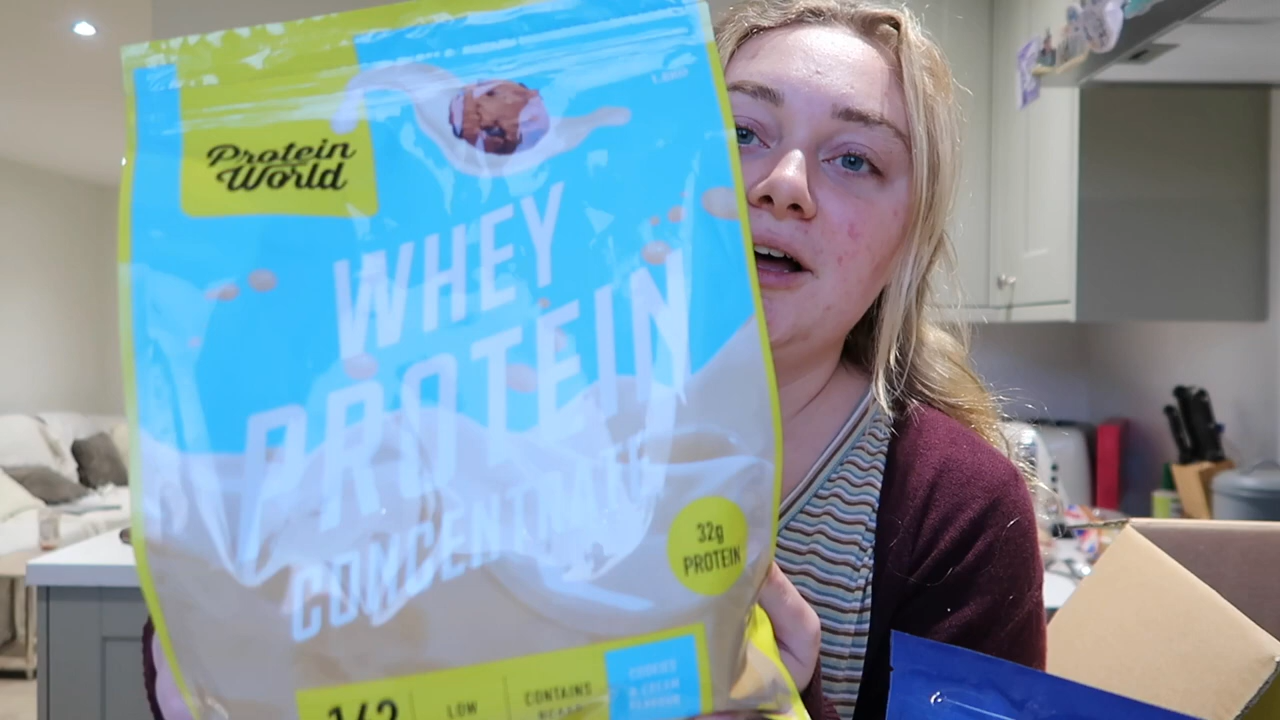 Protein
World
WHEY
PROTEIN
CONCENTRATE
32g
PROTEIN
LOW
CONTAINS
COOKIES
N CREAM
FLAVOUR